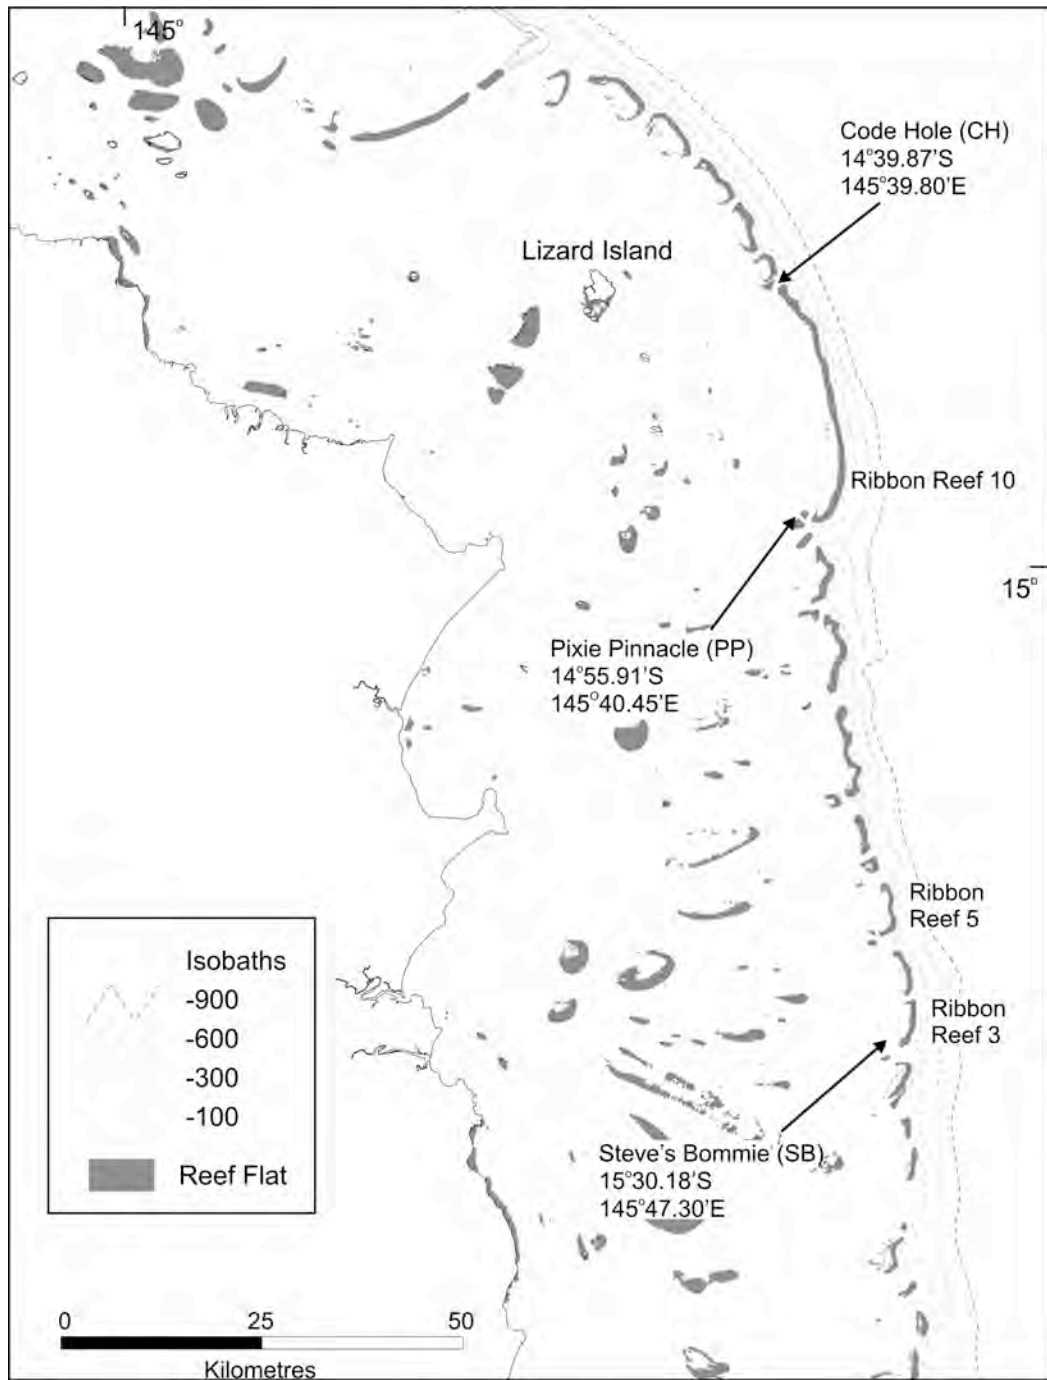 145°
Code Hole (CH)
14°39.87'S
145°39.80'E
Lizard Island
Ribbon Reef 10
15°
Pixie Pinnacle (PP)
14°55.91'S
145°40.45'E
Ribbon
Reef 5
Isobaths
-900
-600
-300
-100
Reef Flat
Ribbon
Reef 3
Steve's Bommie (SB)
15°30.18'S
145°47.30'E
0 25 50
Kilometres